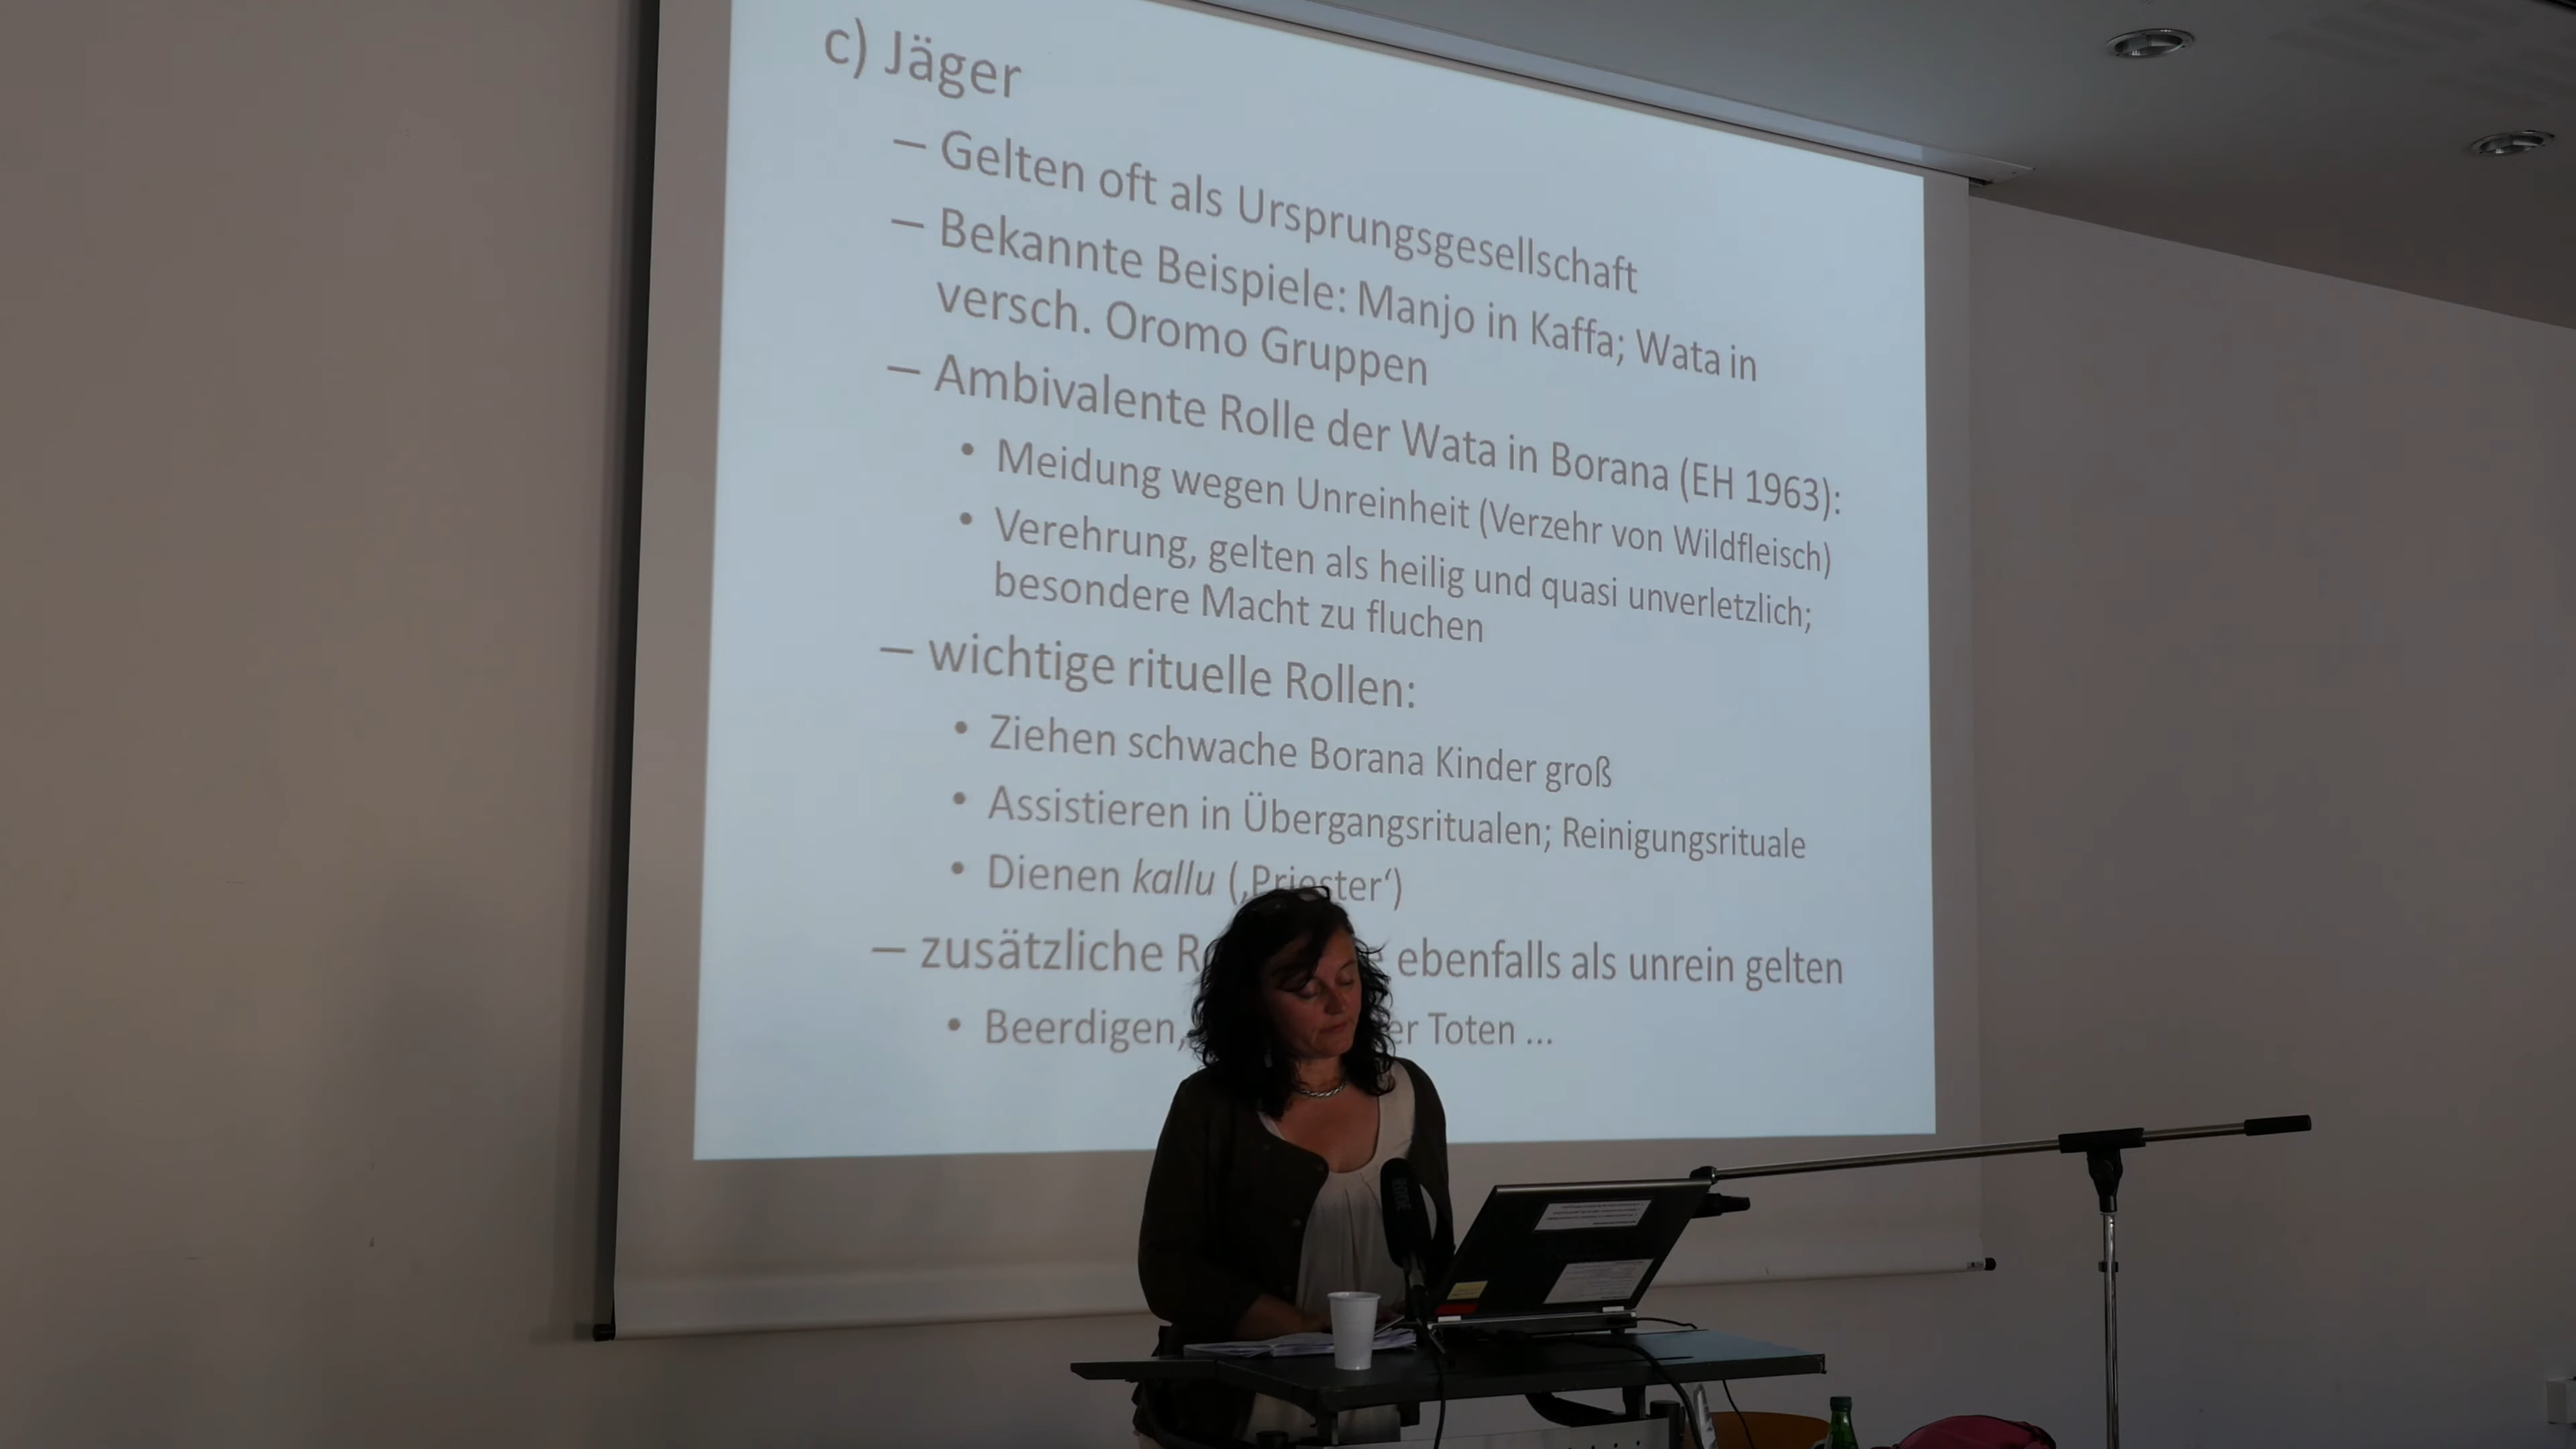 c) Jäger
– Gelten oft als Ursprungsgesellschaft
– Bekannte Beispiele: Manjo in Kaffa; Wata in
versch. Oromo Gruppen
– Ambivalente Rolle der Wata in Borana (EH 1963):
• Meidung wegen Unreinheit (Verzehr von Wildfleisch)
• Verehrung, gelten als heilig und quasi unverletzlich;
besondere Macht zu fluchen
– wichtige rituelle Rollen:
• Ziehen schwache Borana Kinder groß
• Assistieren in Übergangsritualen; Reinigungsrituale
• Dienen kallu (‚Priester‘)
– zusätzliche ebenfalls als unrein gelten
• Beerdigen, Toten ...
RØDE